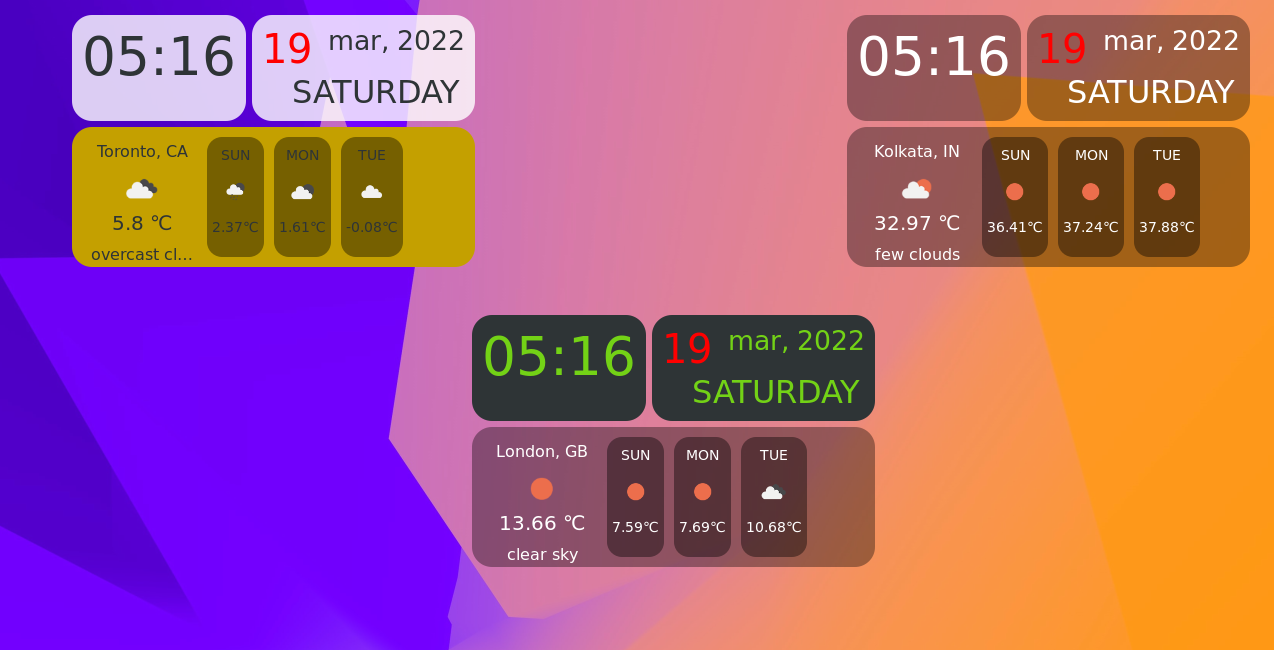 05:16
19 mar, 2022
SATURDAY
Toronto, CA
5.8 ℃
overcast cl...
SUN
2.37℃
MON
1.61℃
TUE
-0.08℃
05:16
19 mar, 2022
SATURDAY
Kolkata, IN
32.97 ℃
few clouds
SUN
36.41℃
MON
37.24℃
TUE
37.88℃
05:16
19 mar, 2022
SATURDAY
London, GB
13.66 ℃
clear sky
SUN
7.59℃
MON
7.69℃
TUE
10.68℃